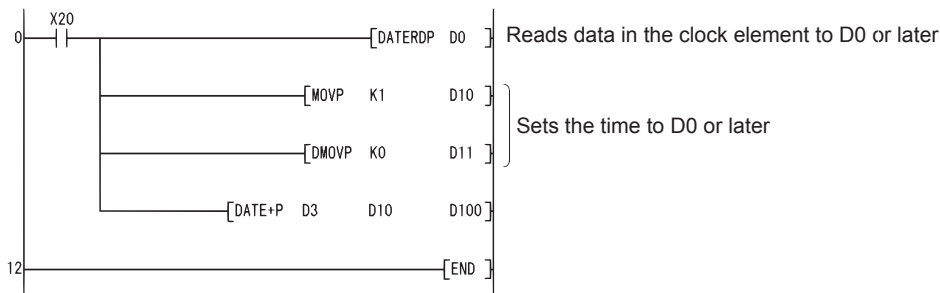 X20
0 [DATERDP D0 ] Reads data in the clock element to D0 or later
[MOVP K1 D10 ]
Sets the time to D0 or later
[DMOVP K0 D11 ]
[DATE+P D3 D10 D100 ]
12 [END ]